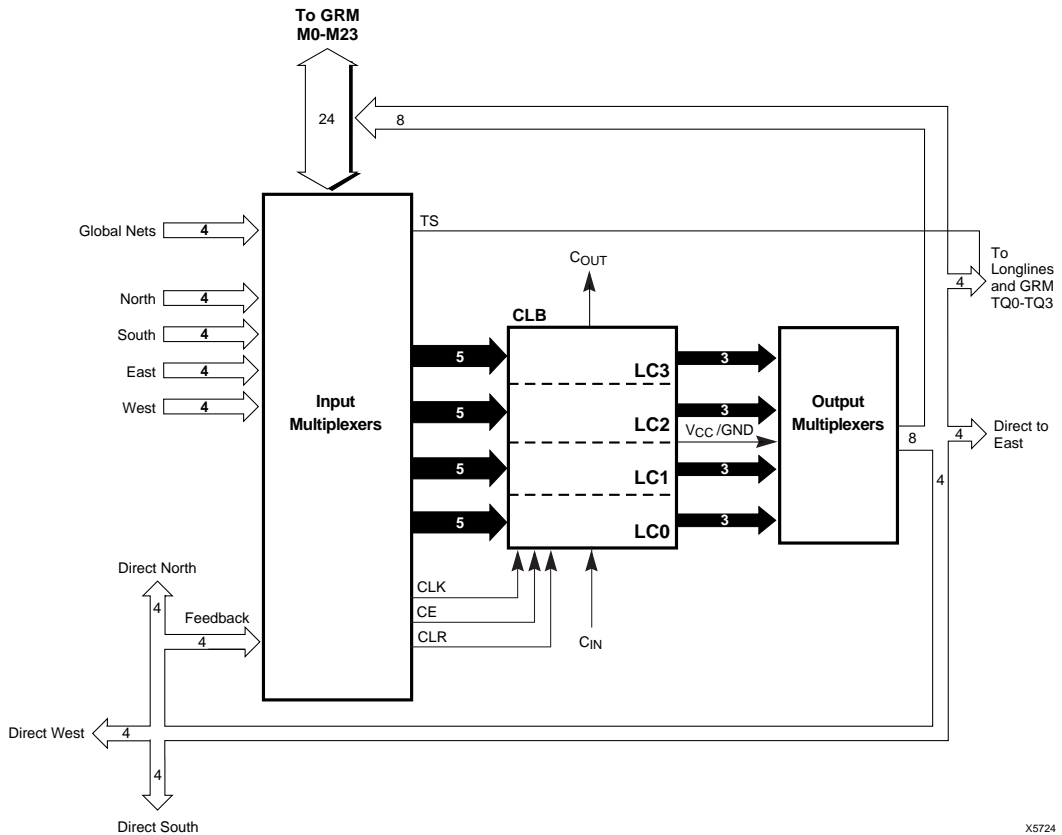 To GRM
M0-M23
24
8
Global Nets
4
TS
To
Longlines
and GRM
TQ0-TQ3
4
COUT
North
4
South
4
East
4
West
4
CLB
Input
Multiplexers
5
5
5
5
LC3
LC2
VCC /GND
LC1
LC0
3
3
3
3
Output
Multiplexers
8
4
Direct to
East
4
Direct North
4
Feedback
4
CLK
CE
CLR
CIN
Direct West
4
4
Direct South
X5724